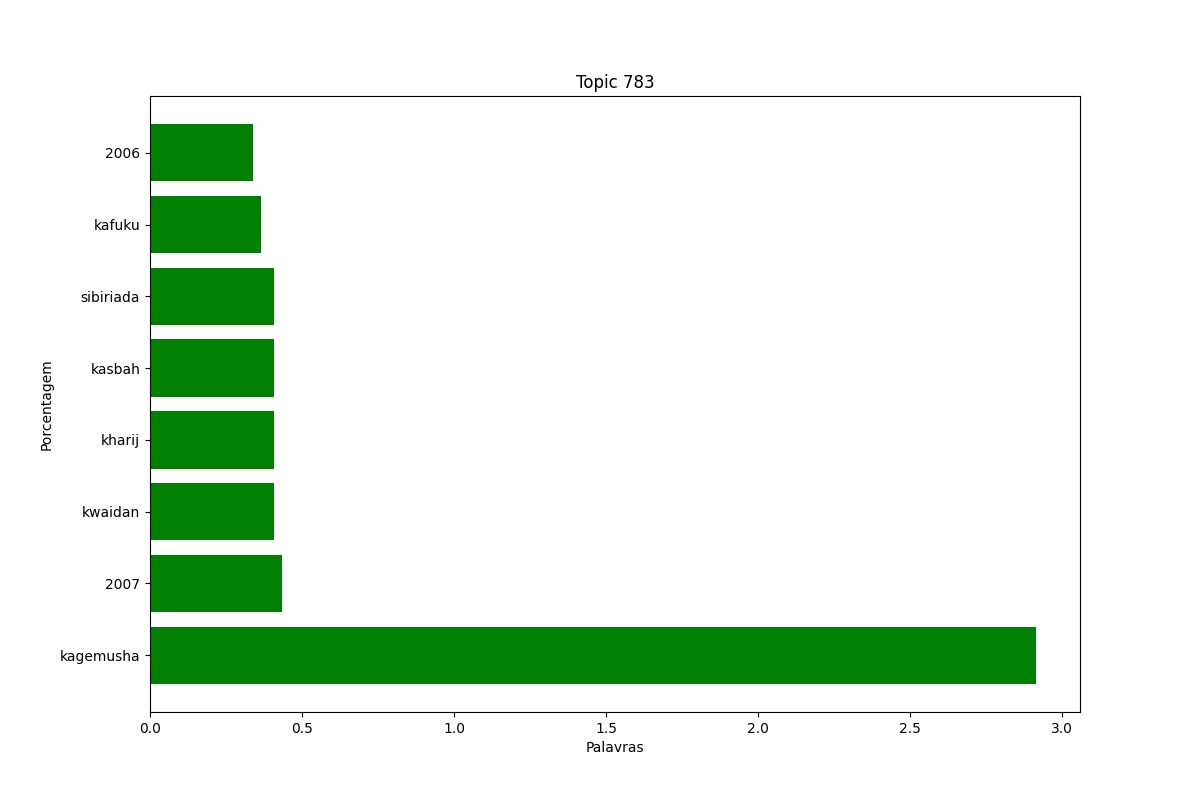 Topic 783
2006
kafuku
sibiriada
kasbah
kharij
kwaidan
2007
kagemusha
Porcentagem
0.0 0.5 1.0 1.5 2.0 2.5 3.0
Palavras